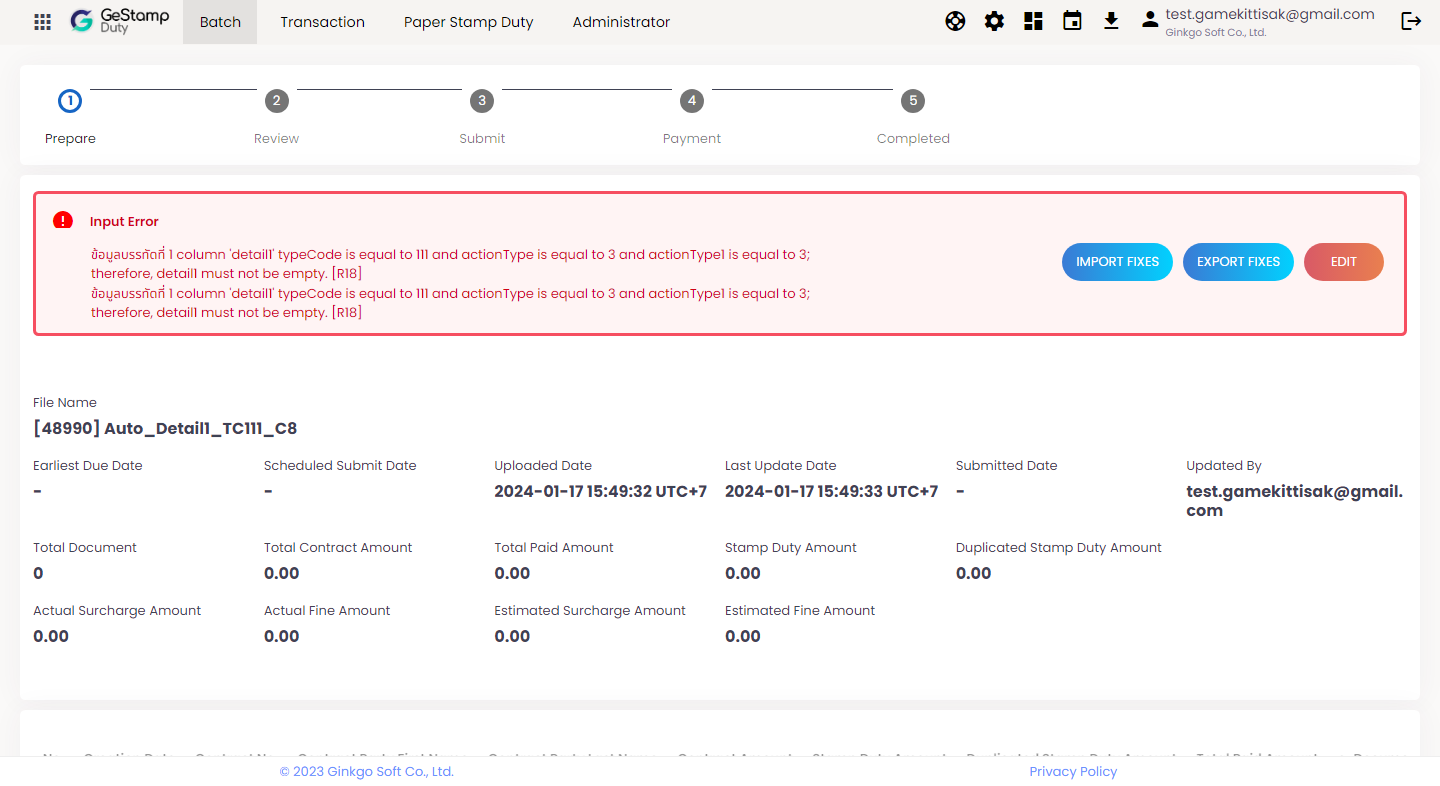 GeStamp
Duty
Batch
Transaction
Paper Stamp Duty
Administrator
test.gamekittisak@gmail.com
Ginkgo Soft Co., Ltd.
1
2
3
4
5
Prepare
Review
Submit
Payment
Completed
Input Error
ข้อมูลบรรทัดที่ 1 column 'detail1' typeCode is equal to 111 and actionType is equal to 3 and actionType1 is equal to 3;
therefore, detail1 must not be empty. [R18]
ข้อมูลบรรทัดที่ 1 column 'detail1' typeCode is equal to 111 and actionType is equal to 3 and actionType1 is equal to 3;
therefore, detail1 must not be empty. [R18]
IMPORT FIXES
EXPORT FIXES
EDIT
File Name
[48990] Auto_Detail1_TC111_C8
Earliest Due Date
-
Scheduled Submit Date
-
Uploaded Date
2024-01-17 15:49:32 UTC+7
Last Update Date
2024-01-17 15:49:33 UTC+7
Submitted Date
-
Updated By
test.gamekittisak@gmail.
com
Total Document
0
Total Contract Amount
0.00
Total Paid Amount
0.00
Stamp Duty Amount
0.00
Duplicated Stamp Duty Amount
0.00
Actual Surcharge Amount
0.00
Actual Fine Amount
0.00
Estimated Surcharge Amount
0.00
Estimated Fine Amount
0.00
© 2023 Ginkgo Soft Co., Ltd.
Privacy Policy